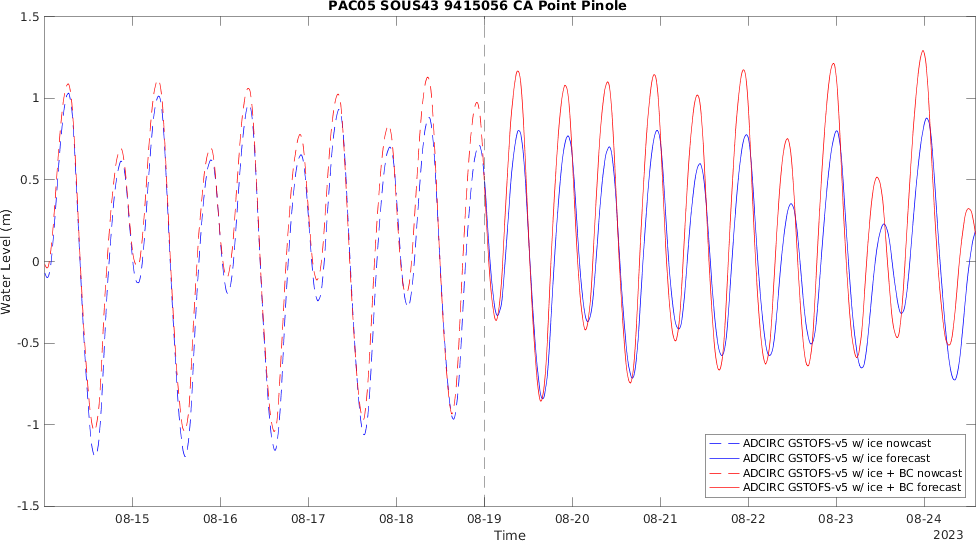 PAC05 SOUS43 9415056 CA Point Pinole
1.5
1
0.5
0
-0.5
-1
-1.5
Water Level (m)
08-15 08-16 08-17 08-18 08-19 08-20 08-21 08-22 08-23 08-24
Time
2023
ADCIRC GSTOFS-v5 w/ ice nowcast
ADCIRC GSTOFS-v5 w/ ice forecast
ADCIRC GSTOFS-v5 w/ ice + BC nowcast
ADCIRC GSTOFS-v5 w/ ice + BC forecast